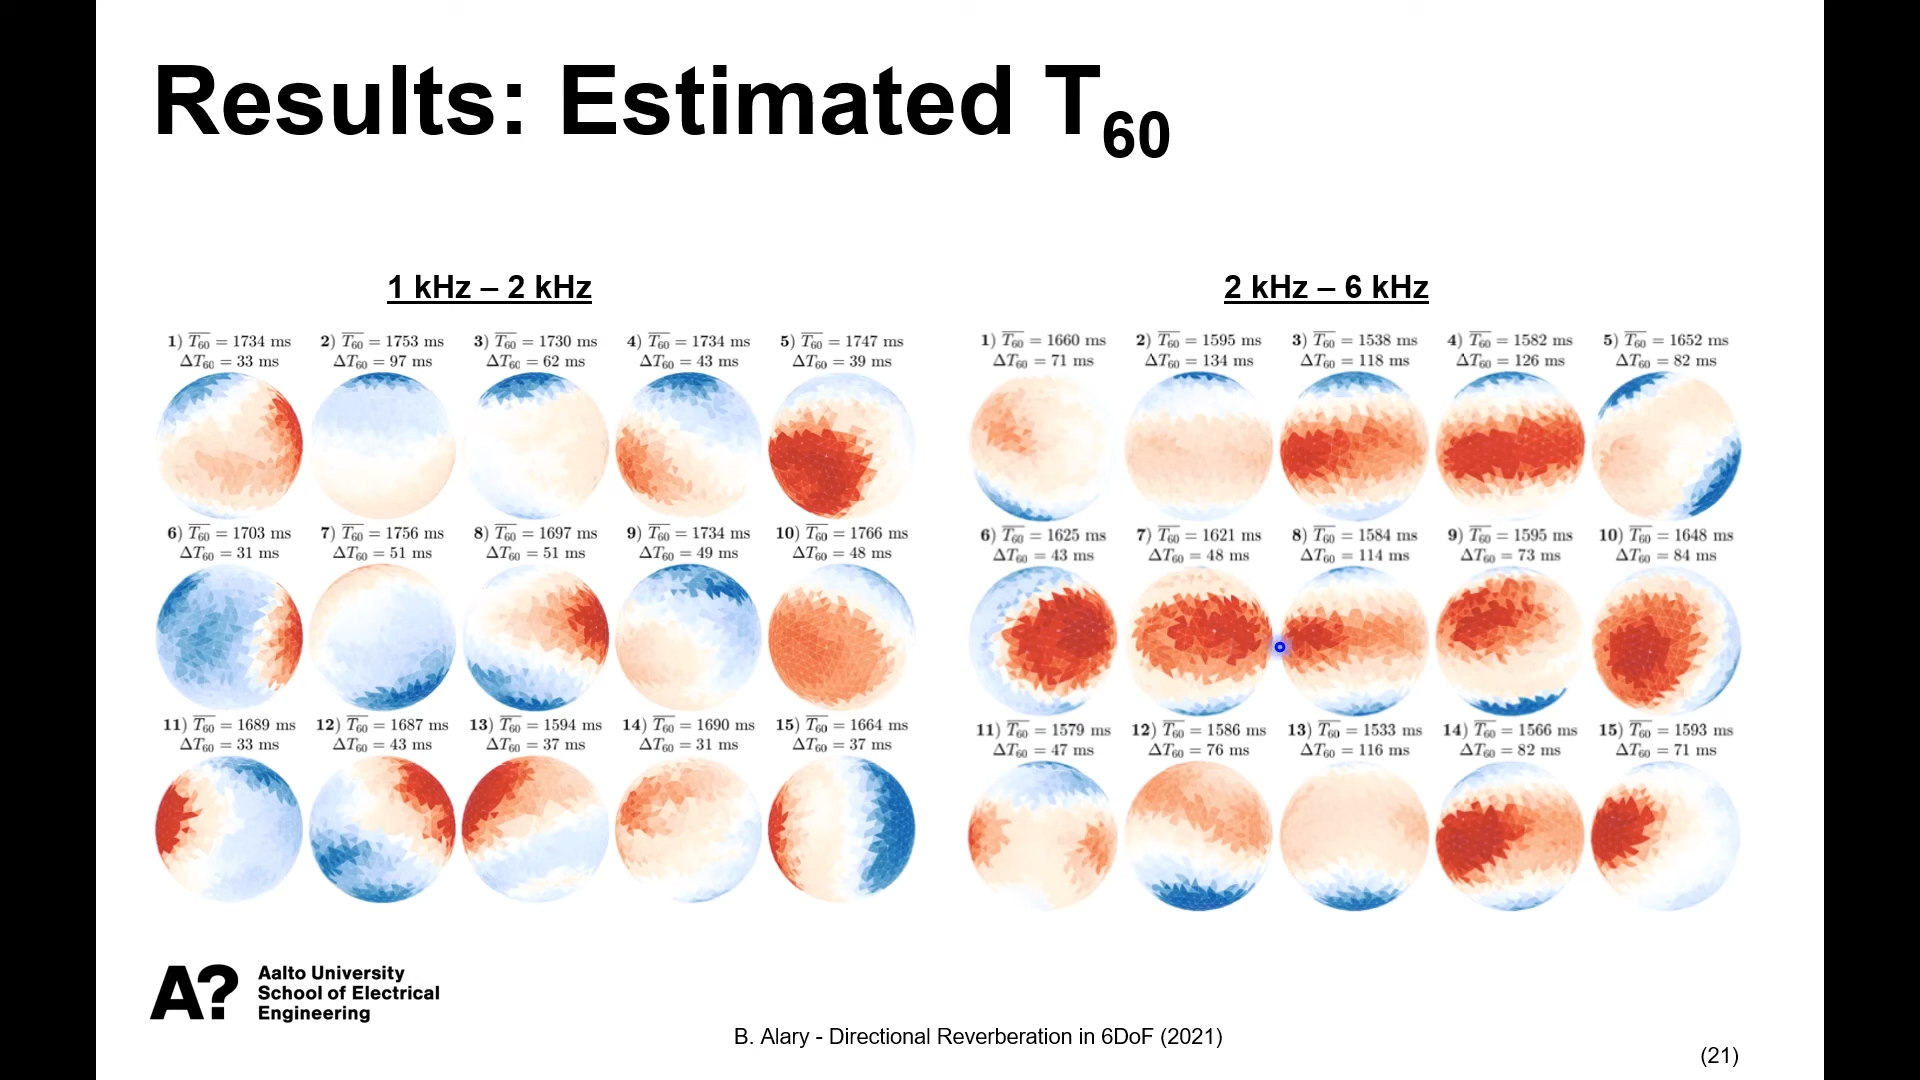 Results: Estimated T60
1 kHz – 2 kHz
1) T60 = 1734 ms 2) T60 = 1753 ms 3) T60 = 1730 ms 4) T60 = 1734 ms 5) T60 = 1747 ms
ΔT60 = 33 ms ΔT60 = 97 ms ΔT60 = 62 ms ΔT60 = 43 ms ΔT60 = 39 ms
6) T60 = 1703 ms 7) T60 = 1756 ms 8) T60 = 1697 ms 9) T60 = 1734 ms 10) T60 = 1766 ms
ΔT60 = 31 ms ΔT60 = 51 ms ΔT60 = 51 ms ΔT60 = 49 ms ΔT60 = 48 ms
11) T60 = 1689 ms 12) T60 = 1687 ms 13) T60 = 1594 ms 14) T60 = 1690 ms 15) T60 = 1664 ms
ΔT60 = 33 ms ΔT60 = 43 ms ΔT60 = 37 ms ΔT60 = 31 ms ΔT60 = 37 ms
2 kHz – 6 kHz
1) T60 = 1660 ms 2) T60 = 1595 ms 3) T60 = 1538 ms 4) T60 = 1582 ms 5) T60 = 1652 ms
ΔT60 = 71 ms ΔT60 = 134 ms ΔT60 = 118 ms ΔT60 = 126 ms ΔT60 = 82 ms
6) T60 = 1625 ms 7) T60 = 1621 ms 8) T60 = 1584 ms 9) T60 = 1595 ms 10) T60 = 1648 ms
ΔT60 = 43 ms ΔT60 = 48 ms ΔT60 = 114 ms ΔT60 = 73 ms ΔT60 = 84 ms
11) T60 = 1579 ms 12) T60 = 1586 ms 13) T60 = 1533 ms 14) T60 = 1566 ms 15) T60 = 1593 ms
ΔT60 = 47 ms ΔT60 = 76 ms ΔT60 = 116 ms ΔT60 = 82 ms ΔT60 = 71 ms
A?
Aalto University
School of Electrical
Engineering
B. Alary - Directional Reverberation in 6DoF (2021)
(21)